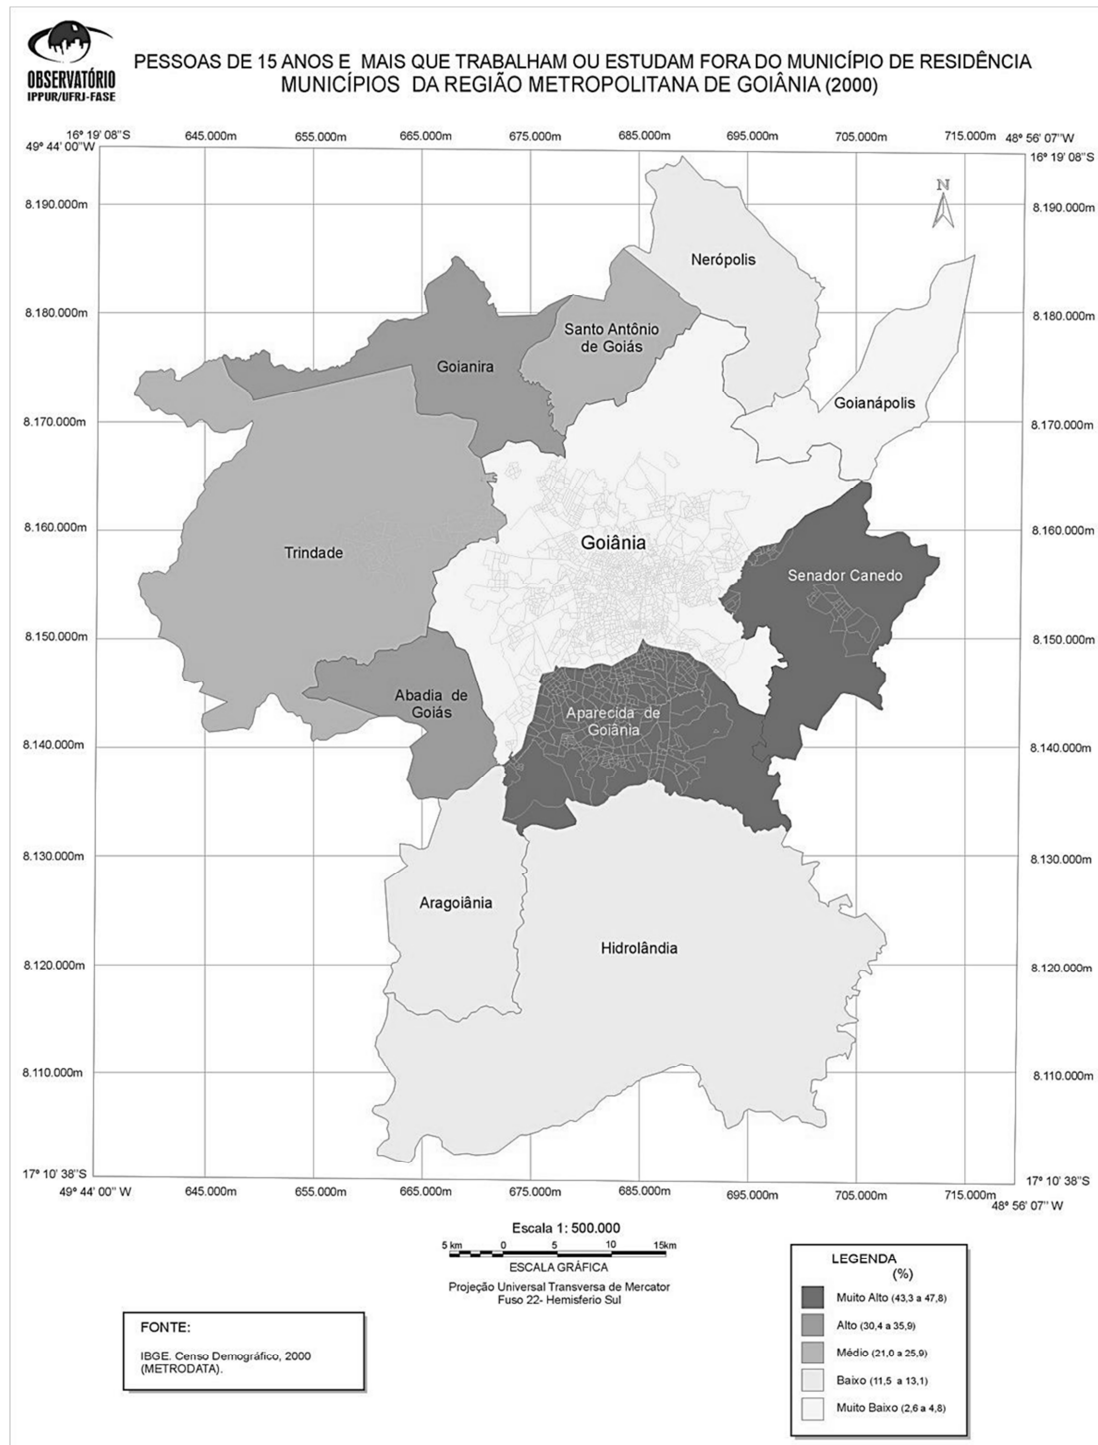 OBSERVATÓRIO
IPPUR/UFRJ-FASE
PESSOAS DE 15 ANOS E MAIS QUE TRABALHAM OU ESTUDAM FORA DO MUNICÍPIO DE RESIDÊNCIA
MUNICÍPIOS DA REGIÃO METROPOLITANA DE GOIÂNIA (2000)
16º 19' 08''S
645.000m
655.000m
665.000m
675.000m
685.000m
695.000m
705.000m
715.000m
48º 56' 07''W
49º 44' 00''W
16º 19' 08''S
N
8.190.000m
8.190.000m
Nerópolis
8.180.000m
8.180.000m
Santo Antônio
de Goiás
Goianira
Goianápolis
8.170.000m
8.170.000m
8.160.000m
8.160.000m
Goiânia
Trindade
Senador Canedo
8.150.000m
8.150.000m
Abadia de
Goiás
Aparecida de
Goiânia
8.140.000m
8.140.000m
8.130.000m
8.130.000m
Aragoiânia
Hidrolândia
8.120.000m
8.120.000m
8.110.000m
8.110.000m
17º 10' 38''S
17º 10' 38''S
49º 44' 00'' W
645.000m
655.000m
665.000m
675.000m
685.000m
695.000m
705.000m
715.000m
48º 56' 07'' W
Escala 1: 500.000
5 km 0 5 10 15km
ESCALA GRÁFICA
Projeção Universal Transversa de Mercator
Fuso 22- Hemisferio Sul
FONTE:
IBGE. Censo Demográfico, 2000
(METRODATA).
LEGENDA
(%)
Muito Alto (43,3 a 47,8)
Alto (30,4 a 35,9)
Médio (21,0 a 25,9)
Baixo (11,5 a 13,1)
Muito Baixo (2,6 a 4,8)